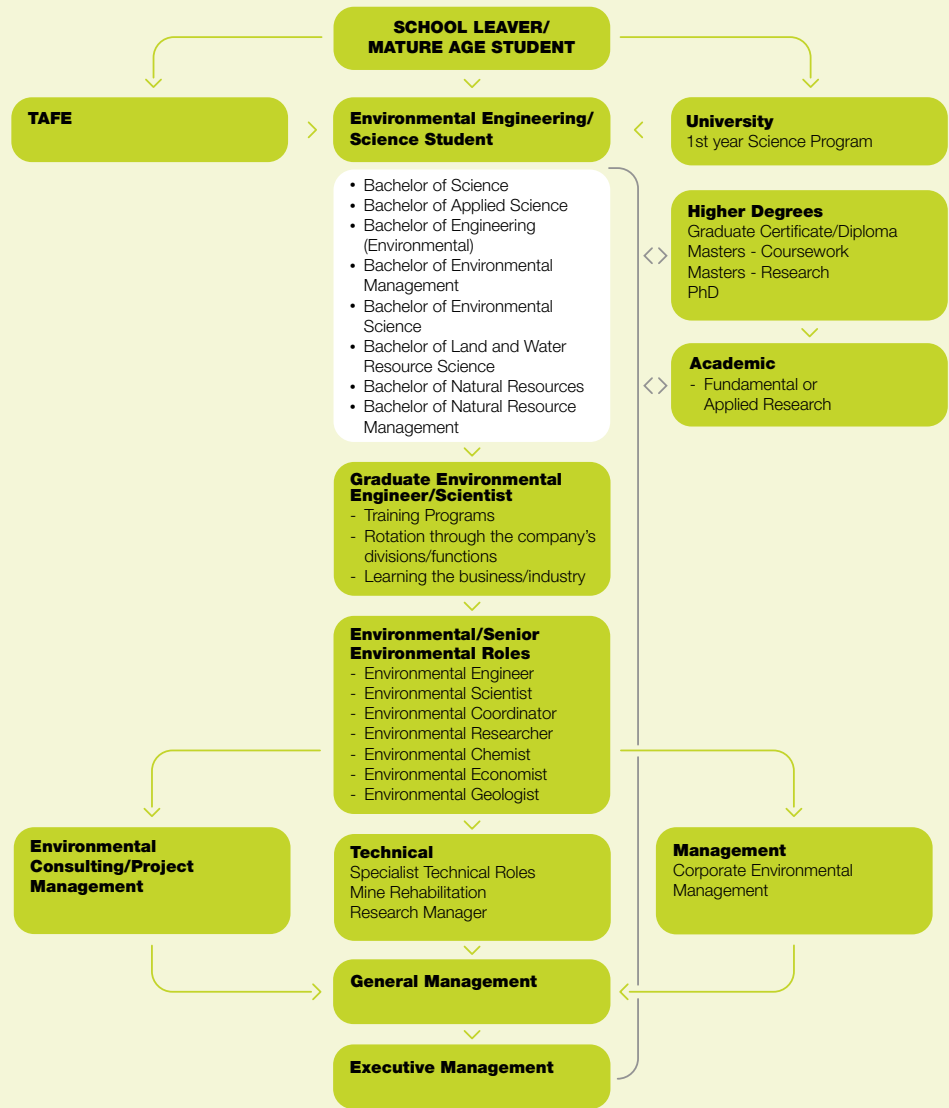 SCHOOL LEAVER/
MATURE AGE STUDENT
TAFE
Environmental Engineering/
Science Student
University
1st year Science Program
• Bachelor of Science
• Bachelor of Applied Science
• Bachelor of Engineering
(Environmental)
• Bachelor of Environmental
Management
• Bachelor of Environmental
Science
• Bachelor of Land and Water
Resource Science
• Bachelor of Natural Resources
• Bachelor of Natural Resource
Management
Higher Degrees
Graduate Certificate/Diploma
Masters - Coursework
Masters - Research
PhD
Academic
- Fundamental or
Applied Research
Graduate Environmental
Engineer/Scientist
- Training Programs
- Rotation through the company’s
divisions/functions
- Learning the business/industry
Environmental/Senior
Environmental Roles
- Environmental Engineer
- Environmental Scientist
- Environmental Coordinator
- Environmental Researcher
- Environmental Chemist
- Environmental Economist
- Environmental Geologist
Environmental
Consulting/Project
Management
Technical
Specialist Technical Roles
Mine Rehabilitation
Research Manager
Management
Corporate Environmental
Management
General Management
Executive Management